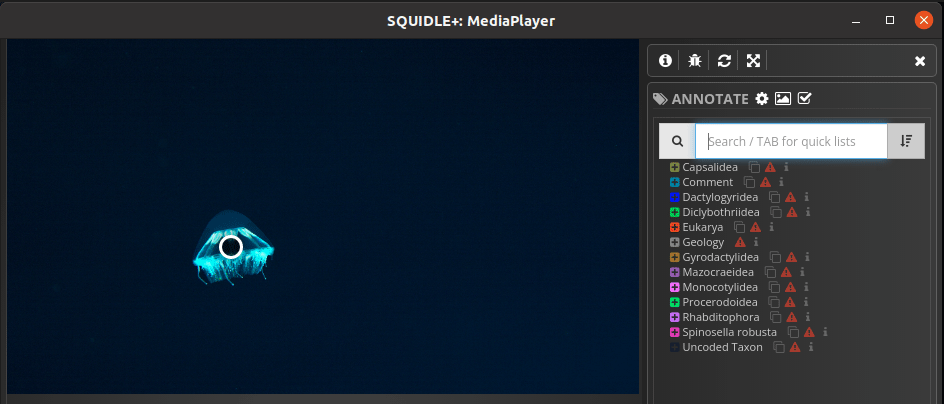 SQUIDLE+: MediaPlayer
ANNOTATE
Search / TAB for quick lists
Capsalidea
Comment
Dactylogyridea
Diclybothriidea
Eukarya
Geology
Gyrodactylidea
Mazocraeidea
Monocotylidea
Procerodoidea
Rhabditophora
Spinosella robusta
Uncoded Taxon